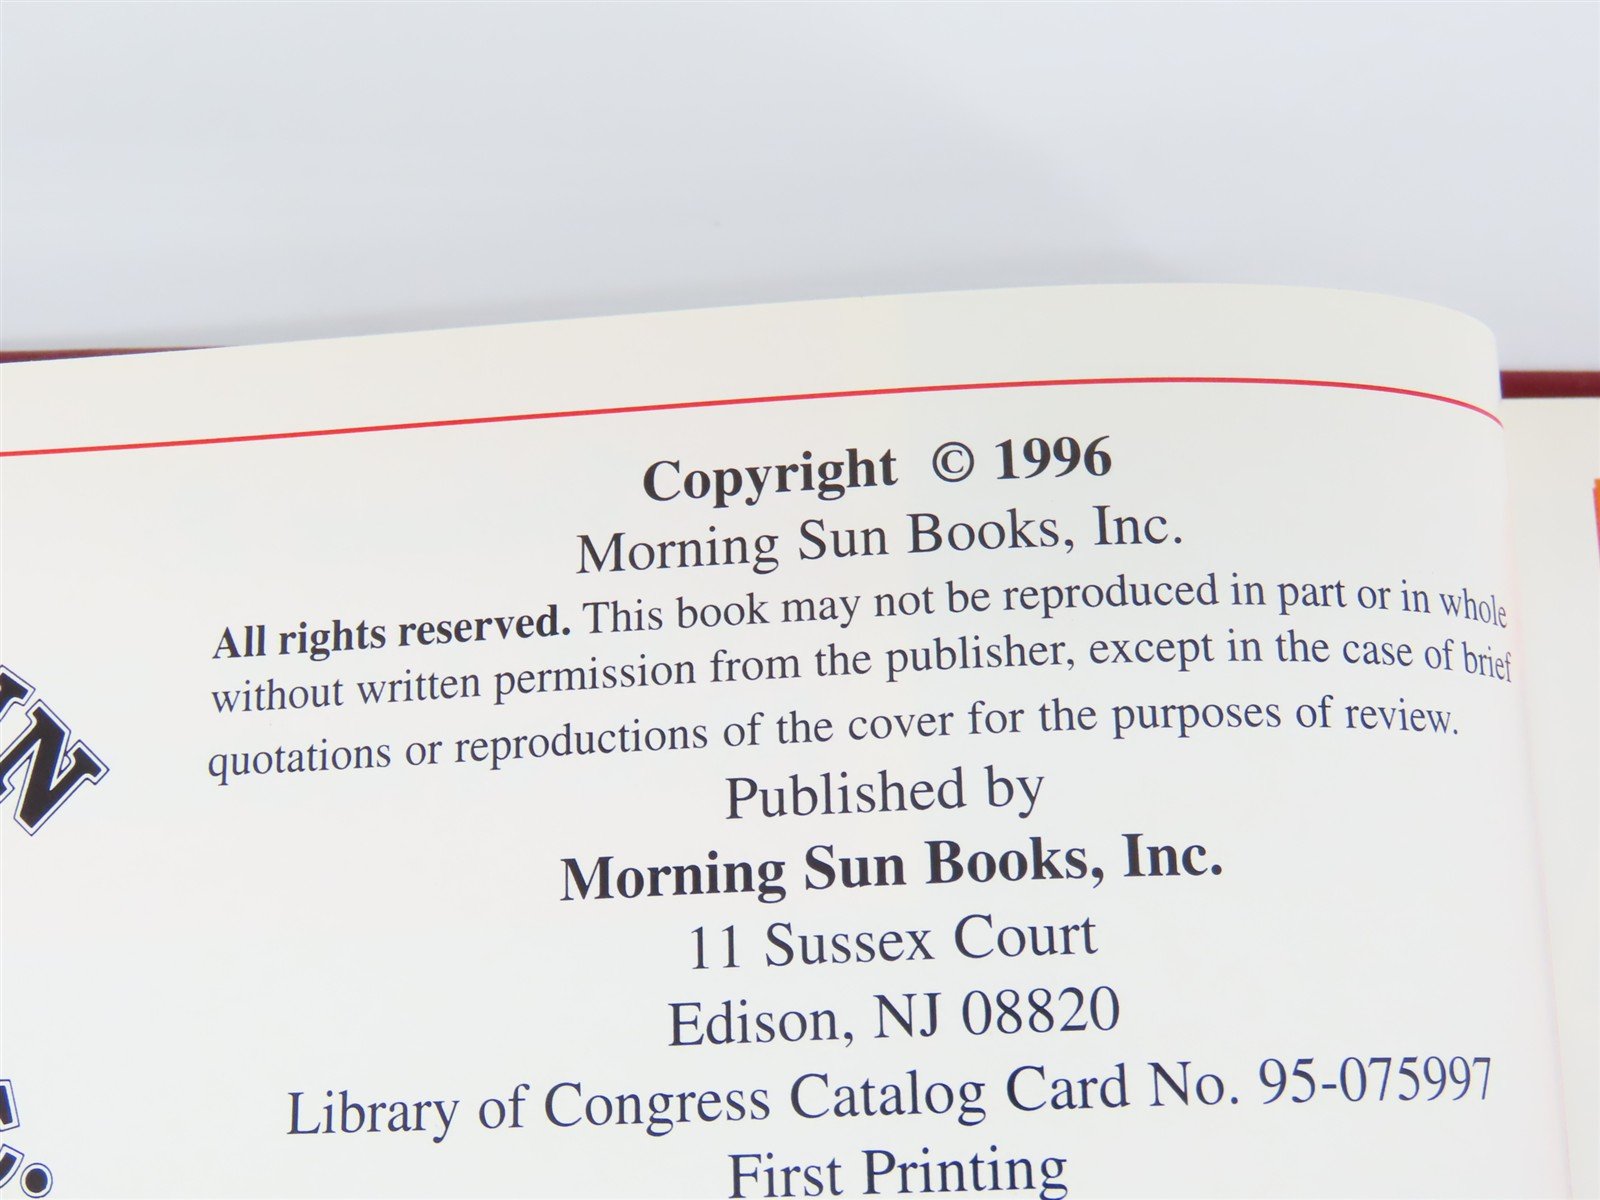 Copyright © 1996
Morning Sun Books, Inc.
All rights reserved. This book may not be reproduced in part or in whole
without written permission from the publisher, except in the case of brief
quotations or reproductions of the cover for the purposes of review.
Published by
Morning Sun Books, Inc.
11 Sussex Court
Edison, NJ 08820
Library of Congress Catalog Card No. 95-075997
First Printing